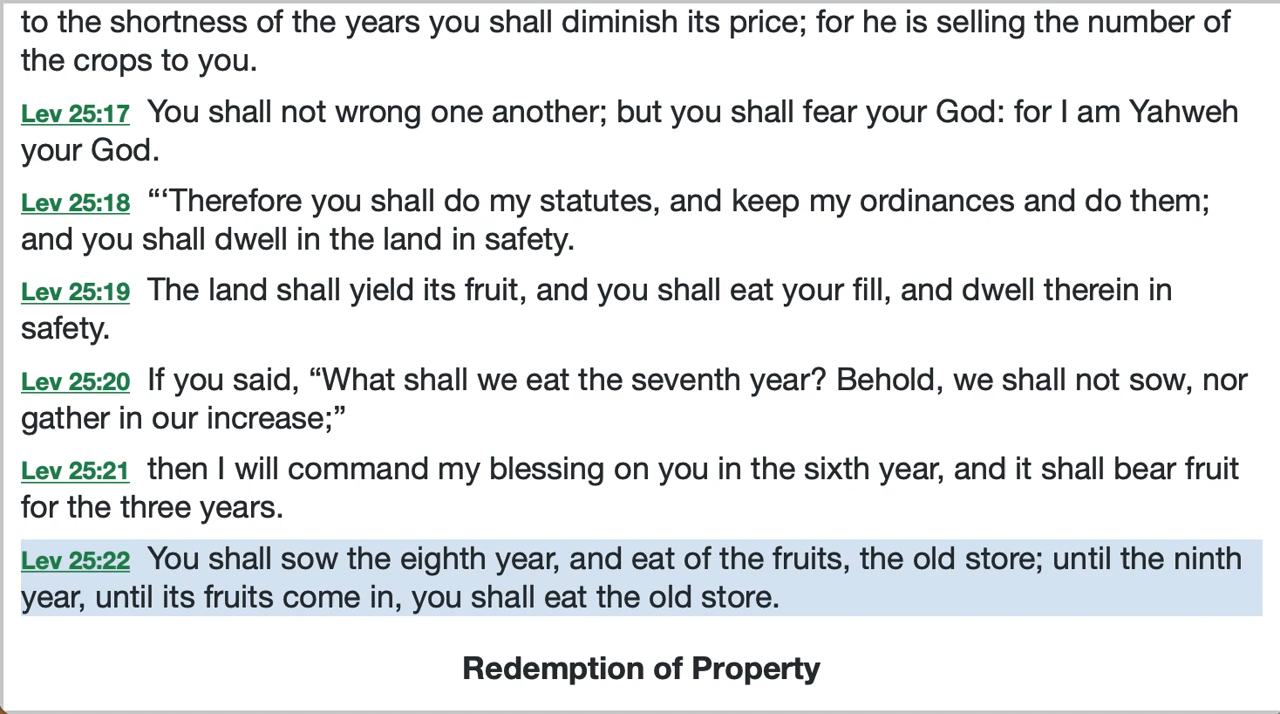 to the shortness of the years you shall diminish its price; for he is selling the number of
the crops to you.
Lev 25:17 You shall not wrong one another; but you shall fear your God: for I am Yahweh
your God.
Lev 25:18 “‘Therefore you shall do my statutes, and keep my ordinances and do them;
and you shall dwell in the land in safety.
Lev 25:19 The land shall yield its fruit, and you shall eat your fill, and dwell therein in
safety.
Lev 25:20 If you said, “What shall we eat the seventh year? Behold, we shall not sow, nor
gather in our increase;”
Lev 25:21 then I will command my blessing on you in the sixth year, and it shall bear fruit
for the three years.
Lev 25:22 You shall sow the eighth year, and eat of the fruits, the old store; until the ninth
year, until its fruits come in, you shall eat the old store.
Redemption of Property